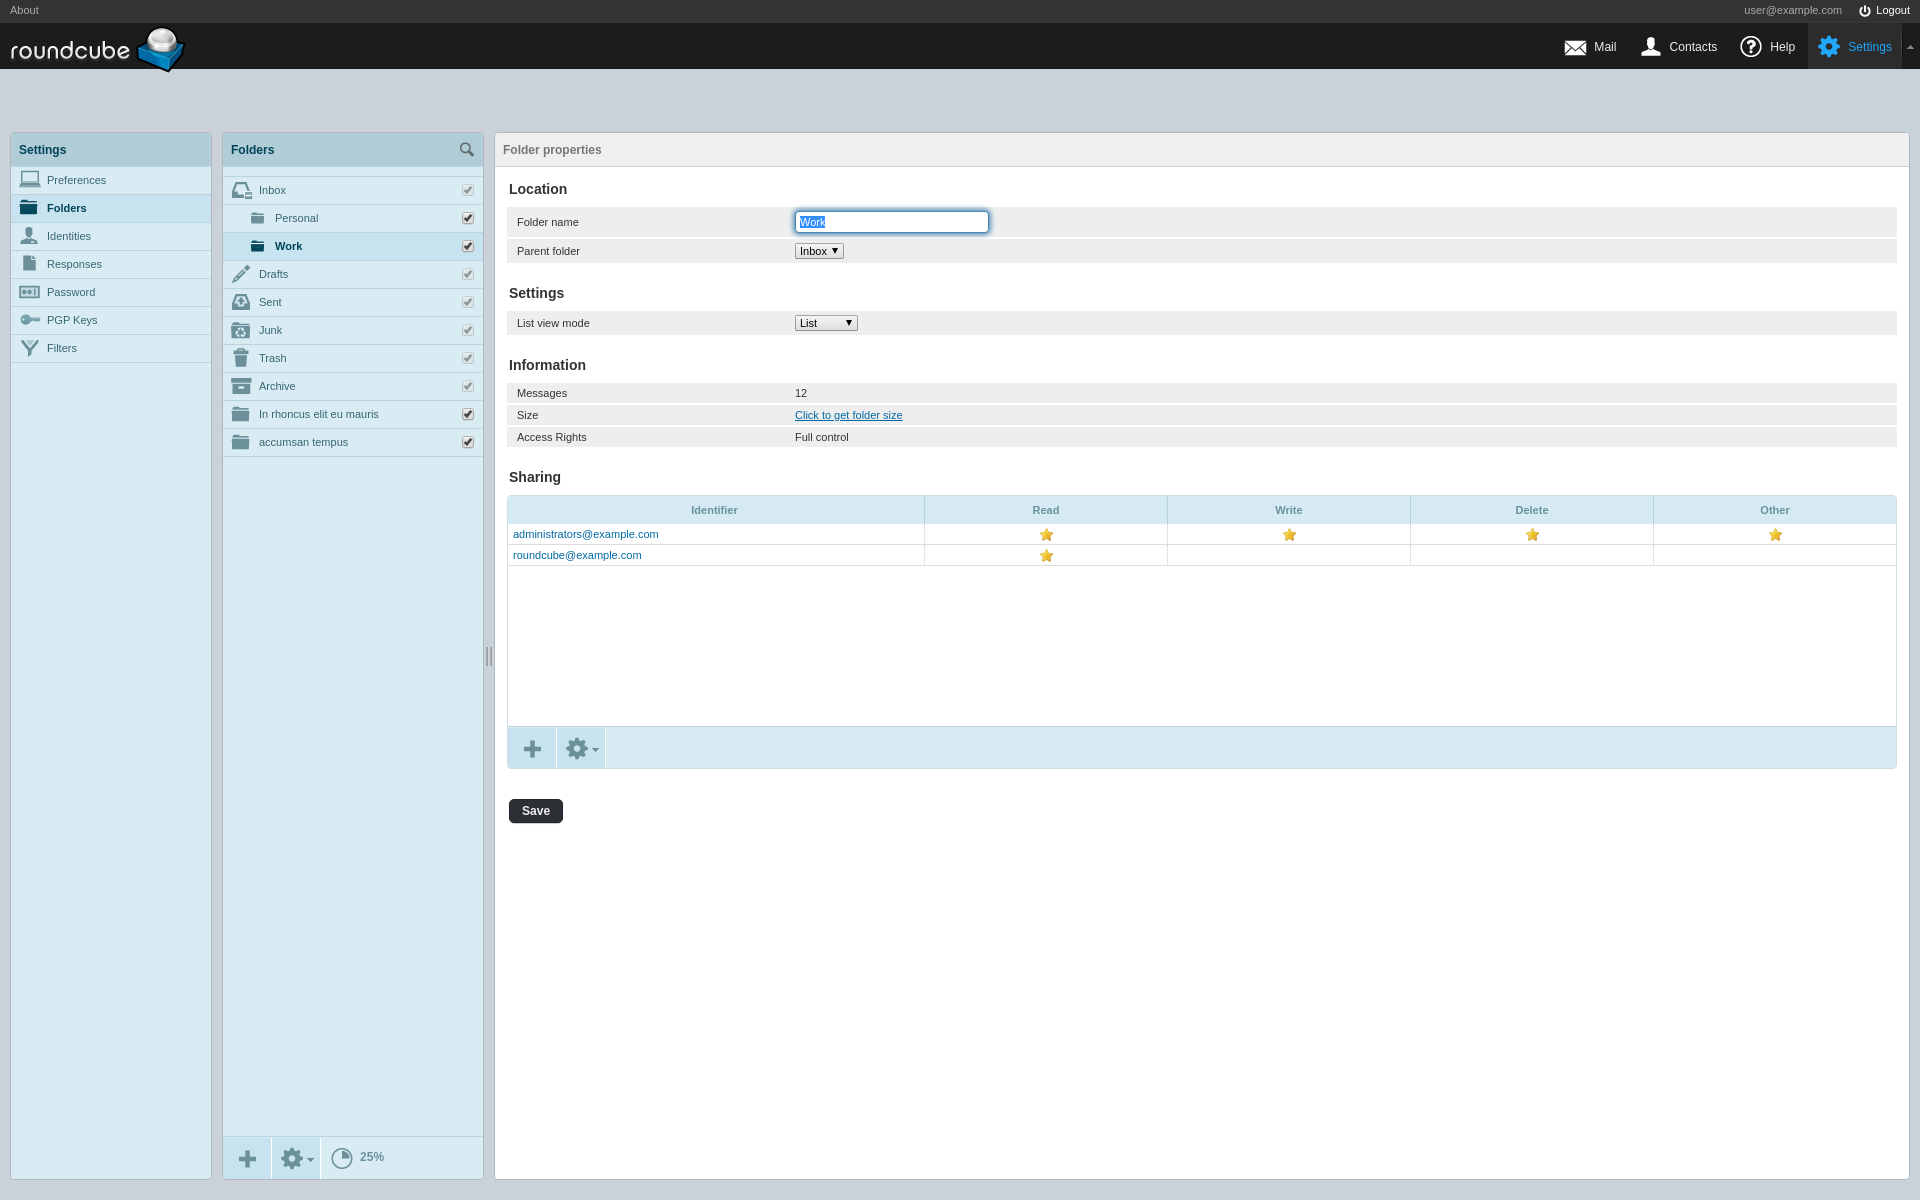 About
user@example.com Logout
roundcube
Mail Contacts Help Settings
Settings
Preferences
Folders
Identities
Responses
Password
PGP Keys
Filters
Folders
Inbox
Personal
Work
Drafts
Sent
Junk
Trash
Archive
In rhoncus elit eu mauris
accumsan tempus
25%
Folder properties
Location
Folder name Work
Parent folder Inbox
Settings
List view mode List
Information
Messages 12
Size Click to get folder size
Access Rights Full control
Sharing
Identifier Read Write Delete Other
administrators@example.com
roundcube@example.com
Save